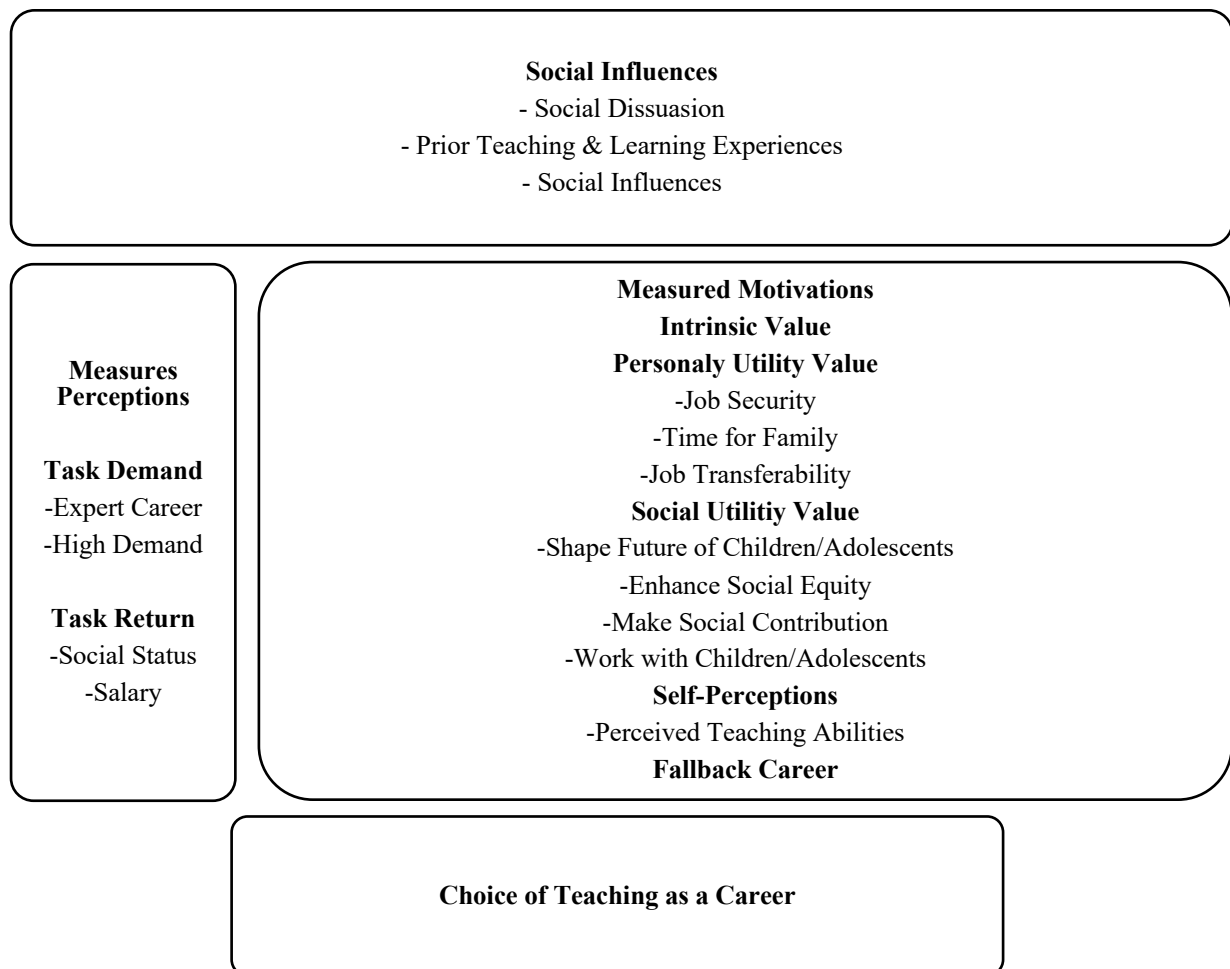 Social Influences
- Social Dissuasion
- Prior Teaching & Learning Experiences
- Social Influences
Measures
Perceptions
Task Demand
-Expert Career
-High Demand
Task Return
-Social Status
-Salary
Measured Motivations
Intrinsic Value
Personaly Utility Value
-Job Security
-Time for Family
-Job Transferability
Social Utilitiy Value
-Shape Future of Children/Adolescents
-Enhance Social Equity
-Make Social Contribution
-Work with Children/Adolescents
Self-Perceptions
-Perceived Teaching Abilities
Fallback Career
Choice of Teaching as a Career